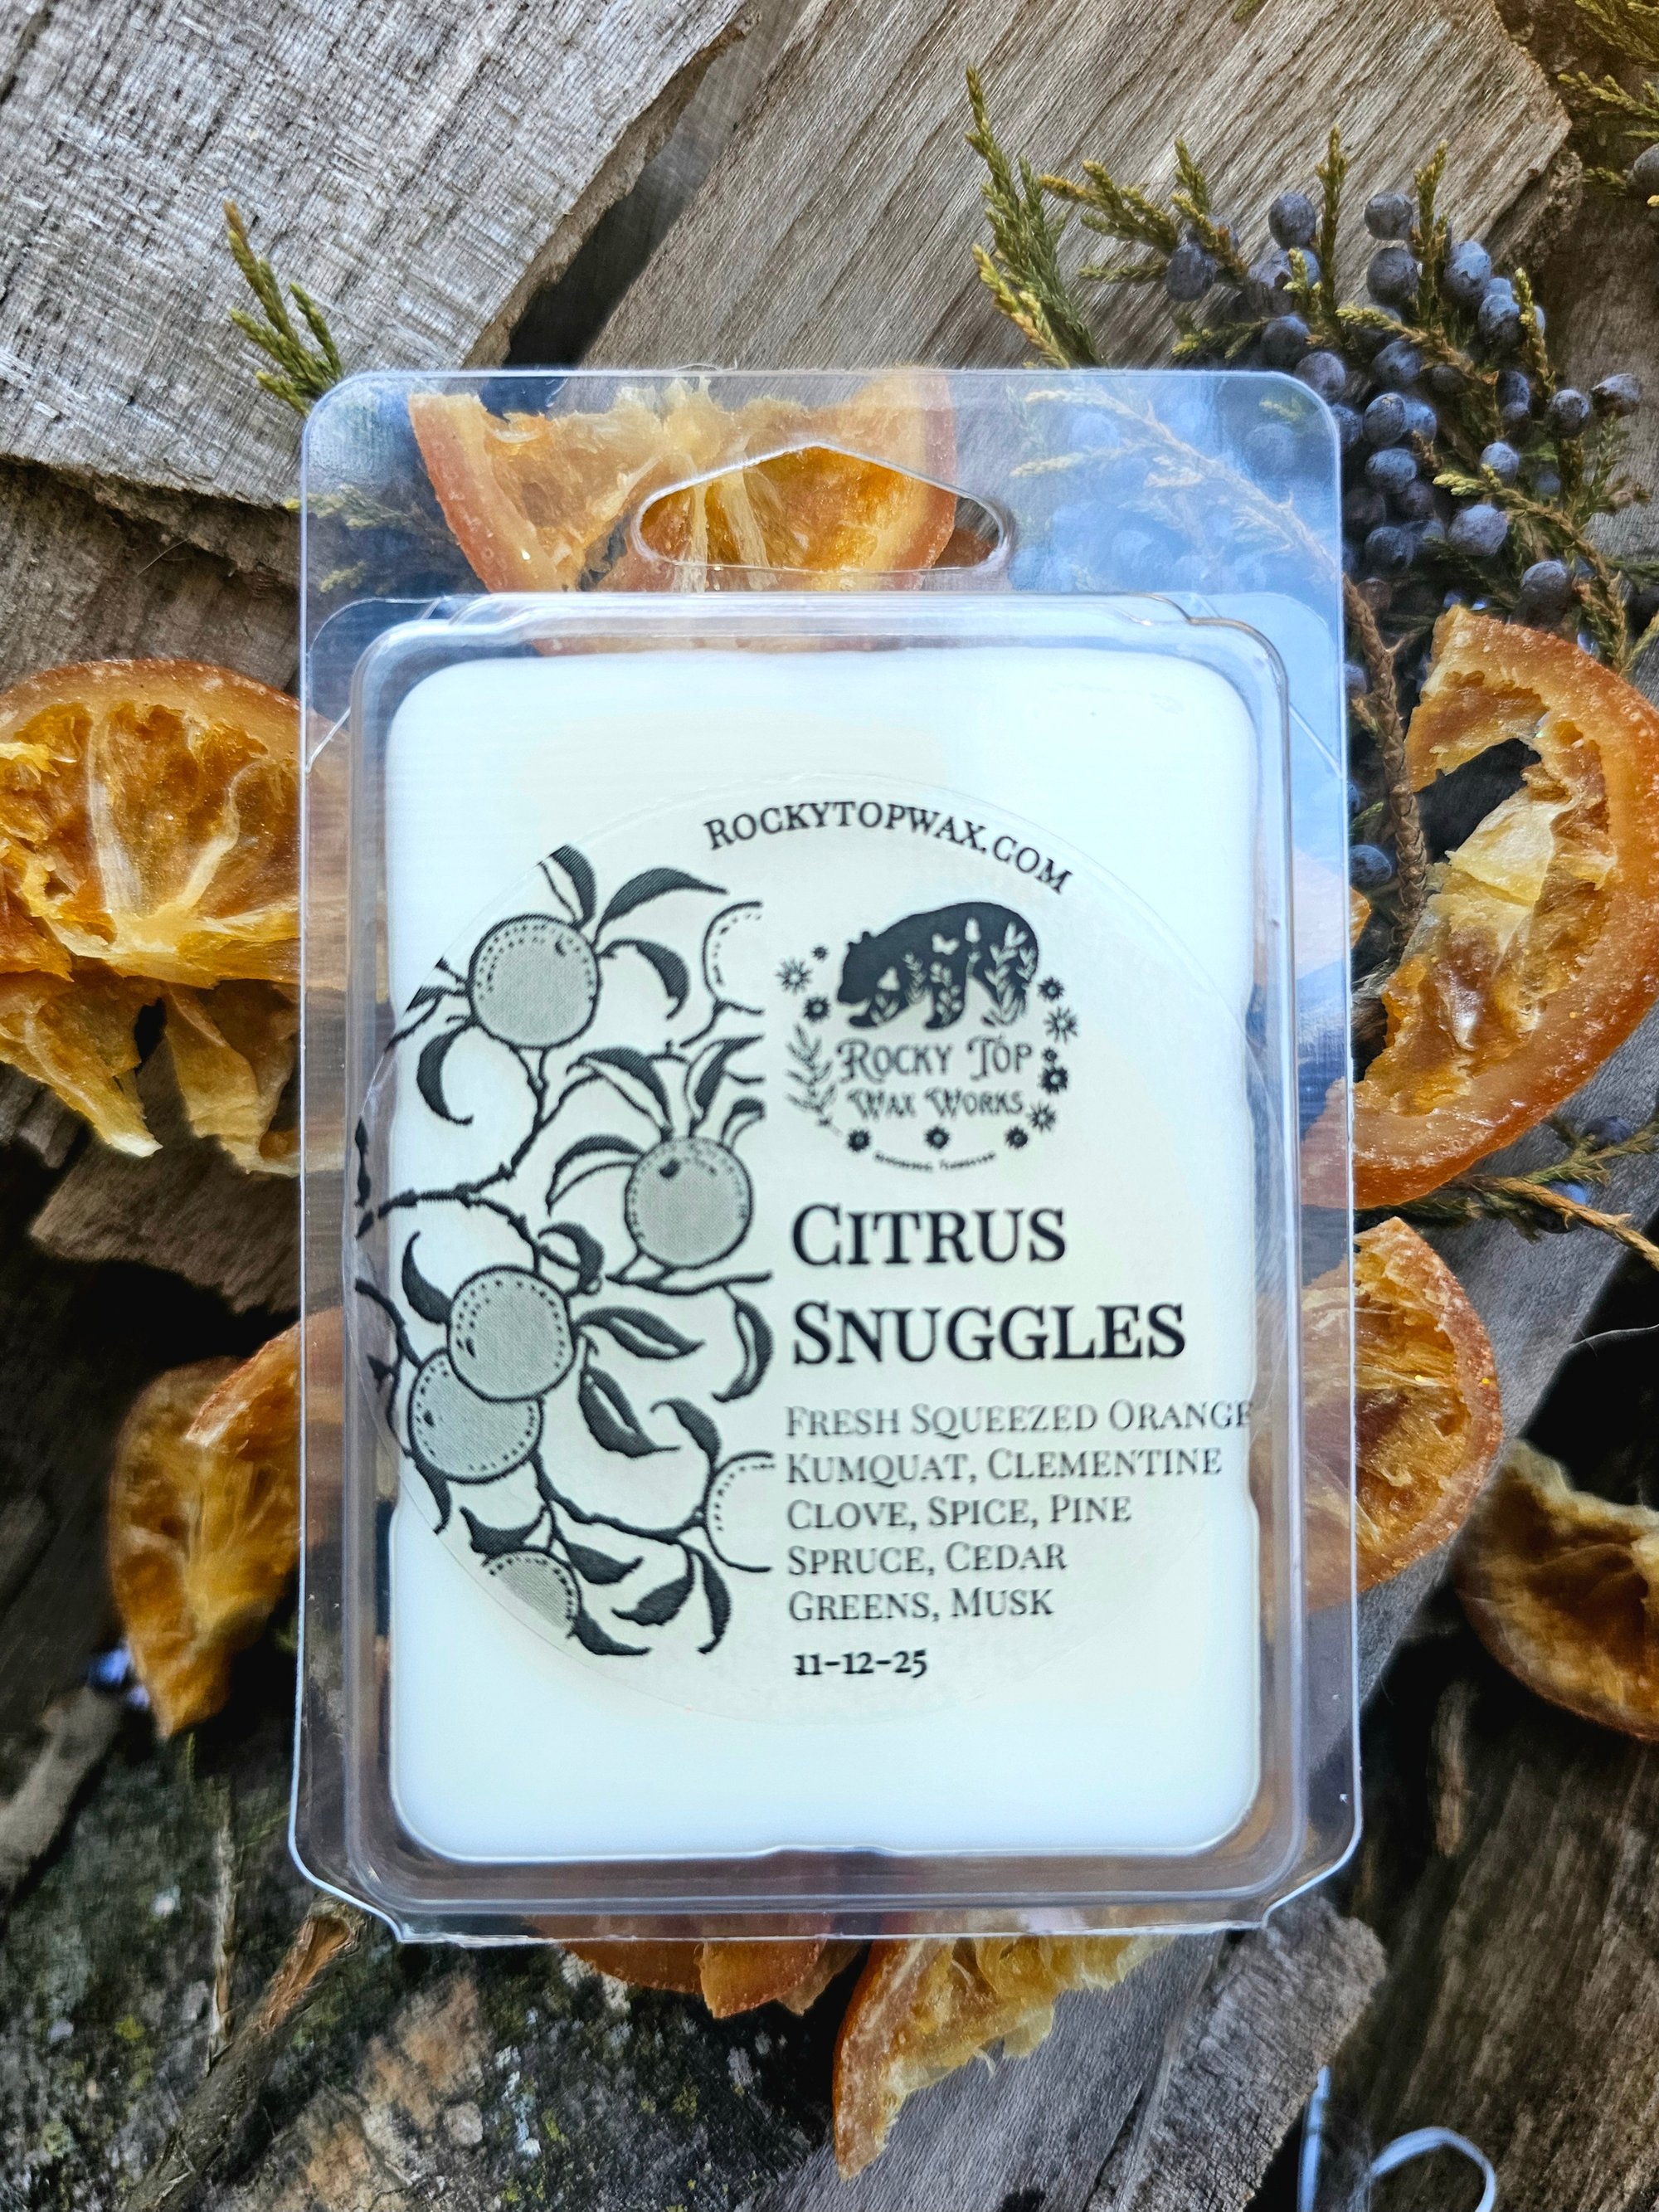 ROCKYTOPWAX.COM
ROCKY TOP
WAX WORKS
CITRUS
SNUGGLES
FRESH SQUEEZED ORANGE
KUMQUAT, CLEMENTINE
CLOVE, SPICE, PINE
SPRUCE, CEDAR
GREENS, MUSK
11-12-25